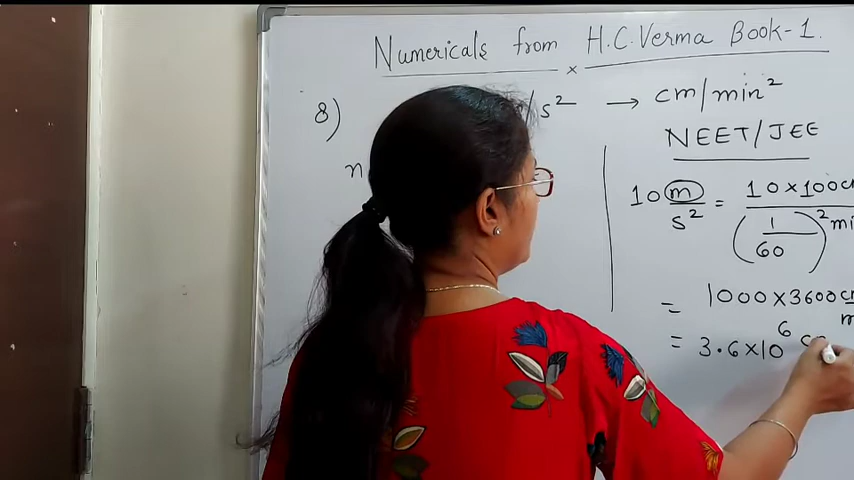 Numericals from H.C.Verma Book-1.
8) /s² → cm/min²
n
NEET/JEE
10 m/s² = 10×100c
(1/60)² mi
= 1000×3600 c
m
= 3.6×10⁶ c